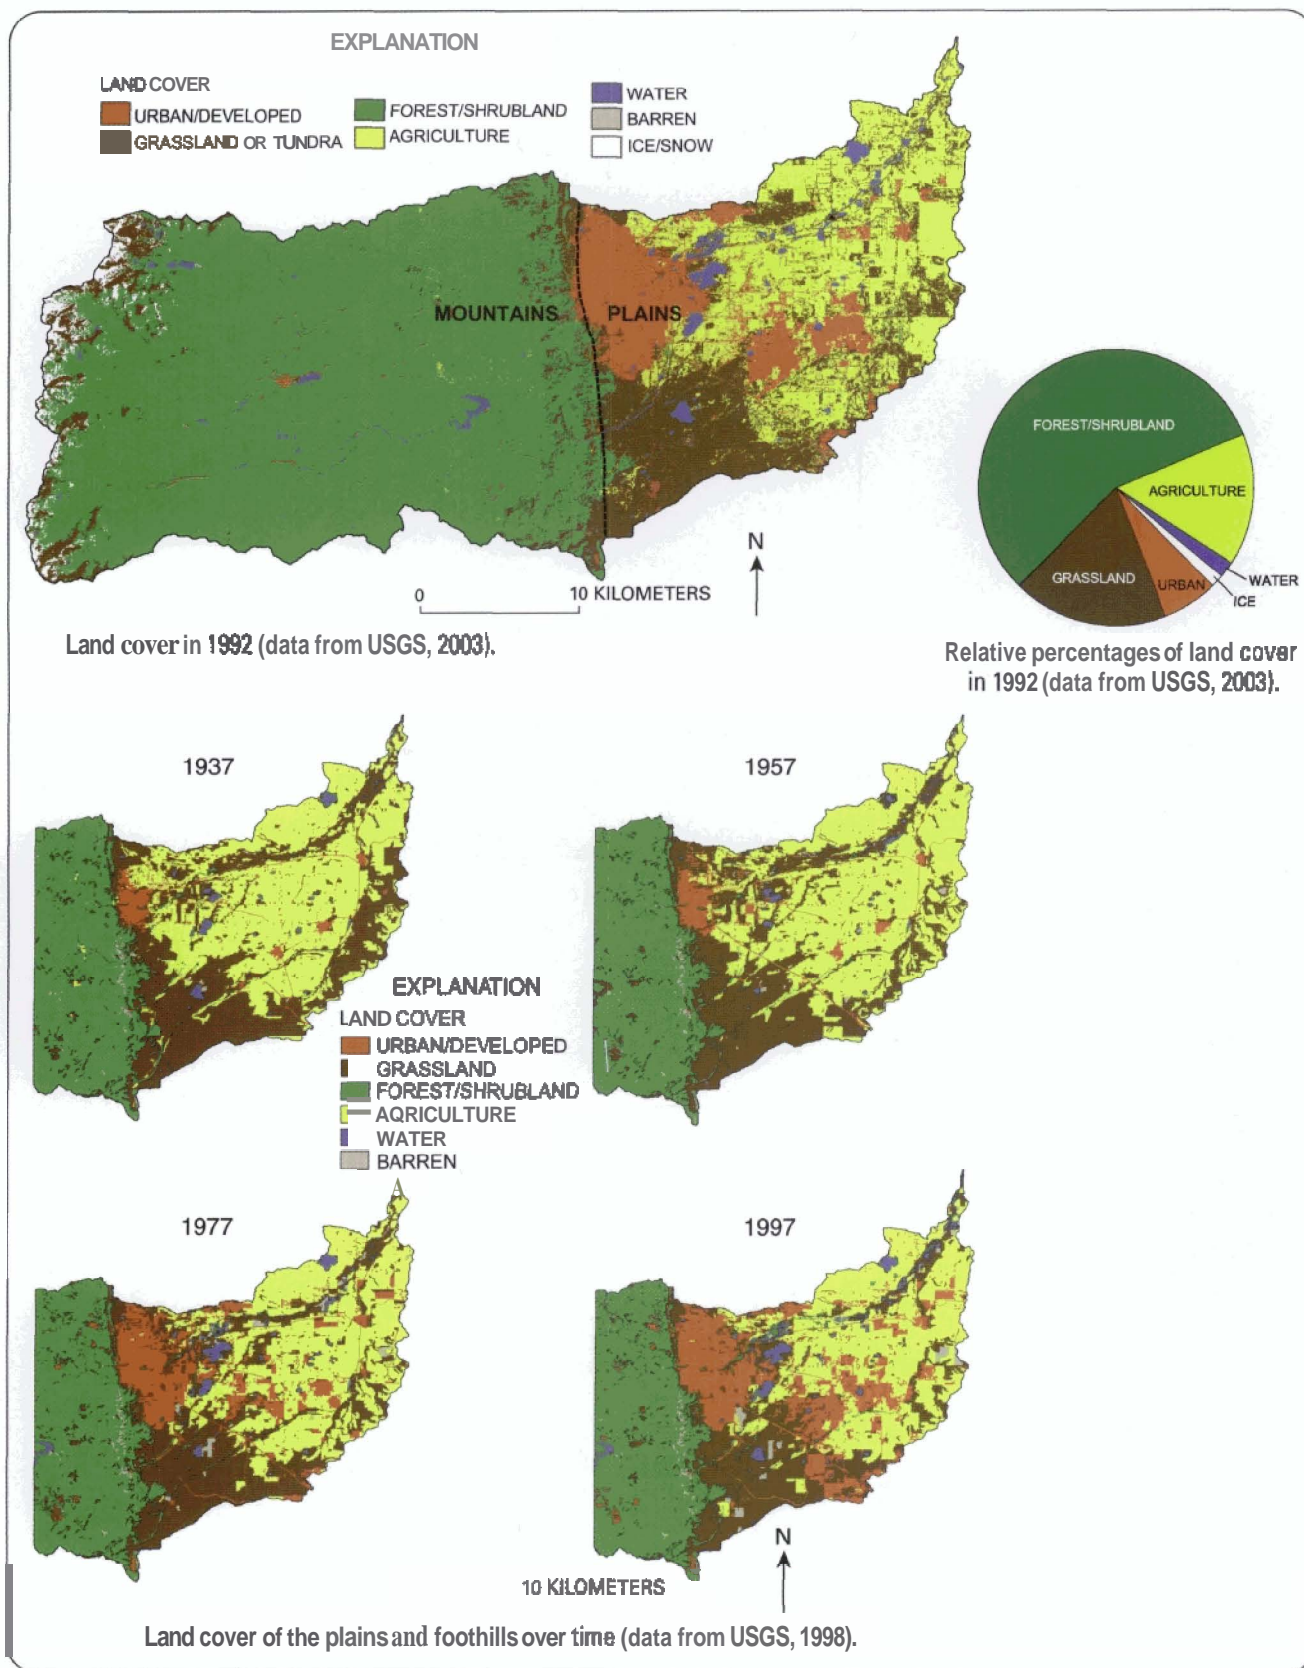 EXPLANATION
LAND COVER
URBAN/DEVELOPED
GRASSLAND OR TUNDRA
FOREST/SHRUBLAND
AGRICULTURE
WATER
BARREN
ICE/SNOW
MOUNTAINS
PLAINS
N
0
10 KILOMETERS
Land cover in 1992 (data from USGS, 2003).
FOREST/SHRUBLAND
AGRICULTURE
GRASSLAND
URBAN
WATER
ICE
Relative percentages of land cover
in 1992 (data from USGS, 2003).
1937
1957
EXPLANATION
LAND COVER
URBAN/DEVELOPED
GRASSLAND
FOREST/SHRUBLAND
AQRICULTURE
WATER
BARREN
A
1977
1997
N
10 KILOMETERS
Land cover of the plains and foothills over time (data from USGS, 1998).